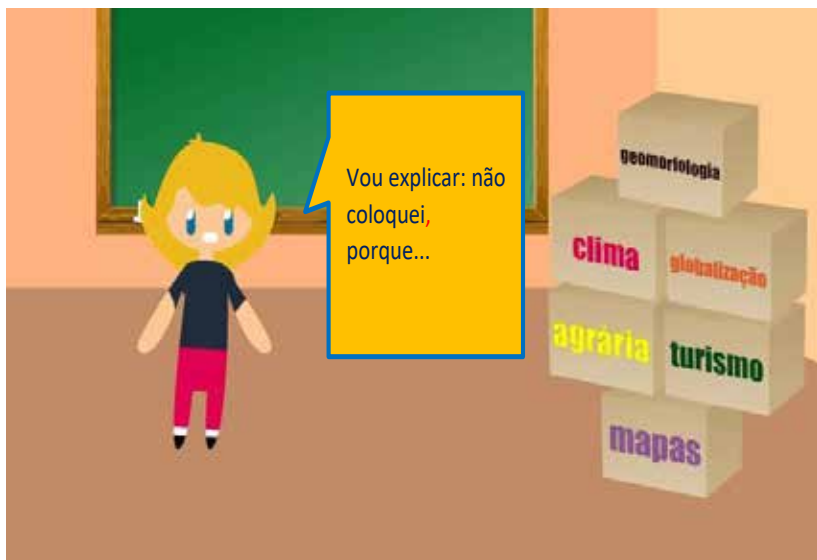 Vou explicar: não
coloquei,
porque...
geomorfologia
clima
globalização
agrária
turismo
mapas